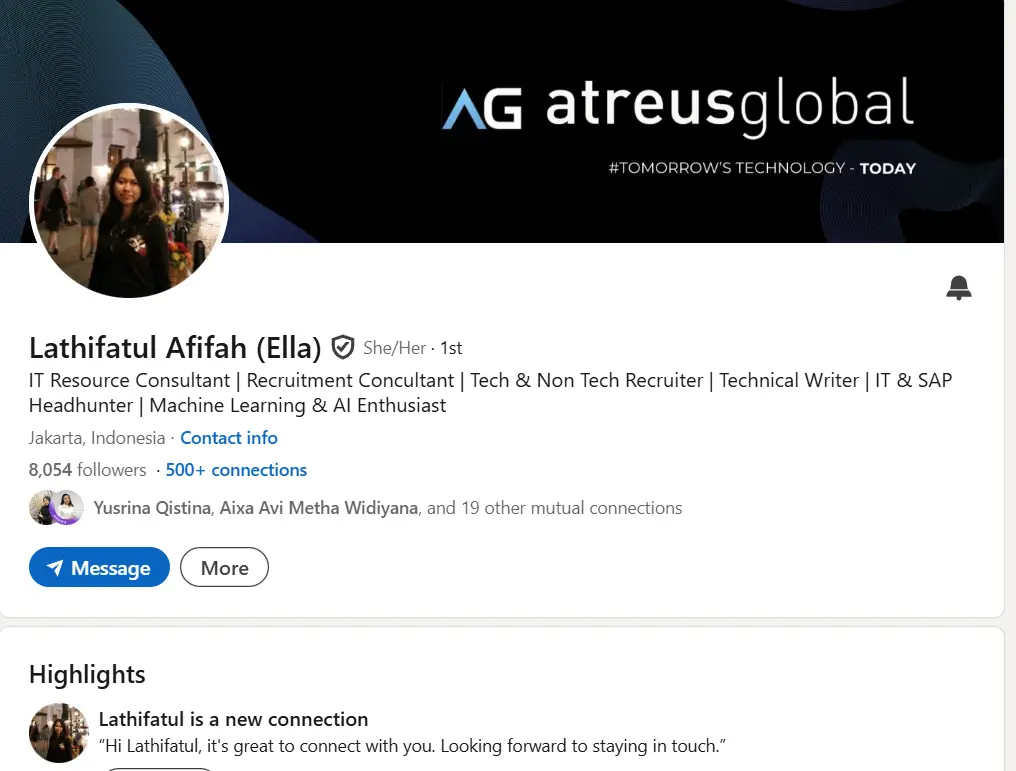 AG atreusglobal
#TOMORROW'S TECHNOLOGY - TODAY
Lathifatul Afifah (Ella) She/Her · 1st
IT Resource Consultant | Recruitment Concultant | Tech & Non Tech Recruiter | Technical Writer | IT & SAP
Headhunter | Machine Learning & AI Enthusiast
Jakarta, Indonesia · Contact info
8,054 followers · 500+ connections
Yusrina Qistina, Aixa Avi Metha Widiyana, and 19 other mutual connections
Message More
Highlights
Lathifatul is a new connection
“Hi Lathifatul, it's great to connect with you. Looking forward to staying in touch.”